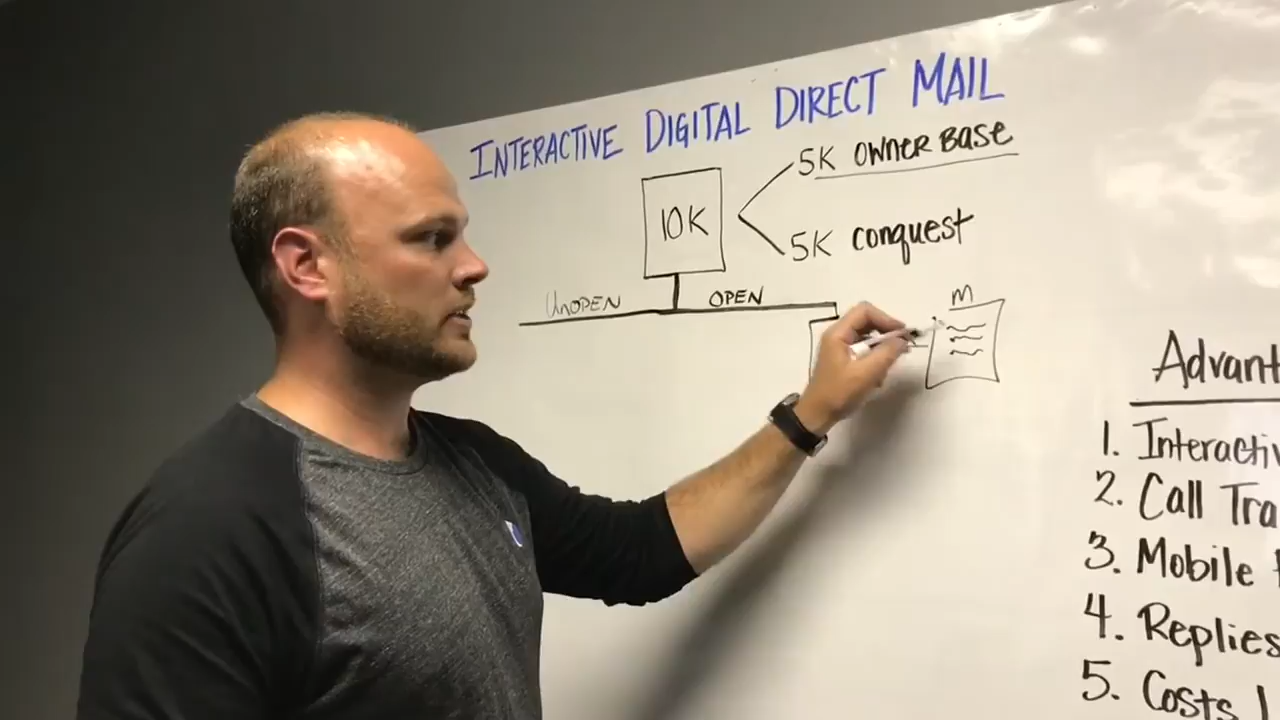 INTERACTIVE DIGITAL DIRECT MAIL
10K
5K OWNER BASE
5K conquest
UNOPEN
OPEN
M
Advant
1. Interactiv
2. Call Tra
3. Mobile
4. Replies
5. Costs